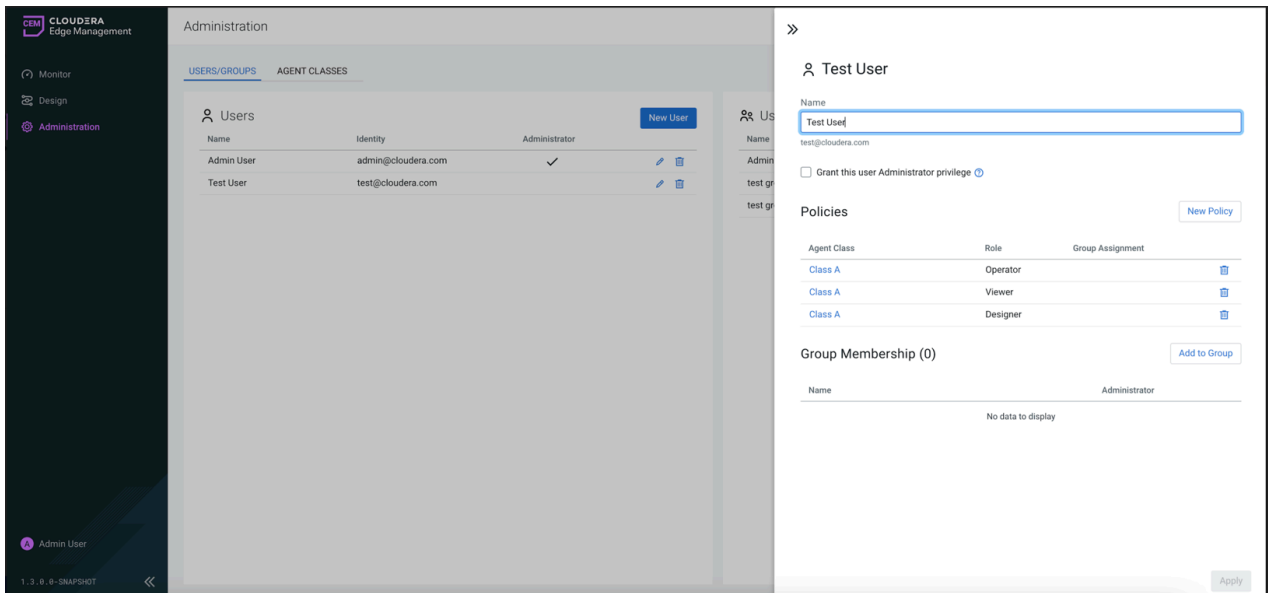 CEM CLOUDERA
Edge Management
Monitor
Design
Administration
A Admin User
1.3.0.0-SNAPSHOT
Administration
USERS/GROUPS AGENT CLASSES
Users
New User
Name Identity Administrator
Admin User admin@cloudera.com
Test User test@cloudera.com
Us
Name
Admin
test gr
test gr
Test User
Name
Test User
test@cloudera.com
Grant this user Administrator privilege ?
Policies
New Policy
Agent Class Role Group Assignment
Class A Operator
Class A Viewer
Class A Designer
Group Membership (0)
Add to Group
Name Administrator
No data to display
Apply